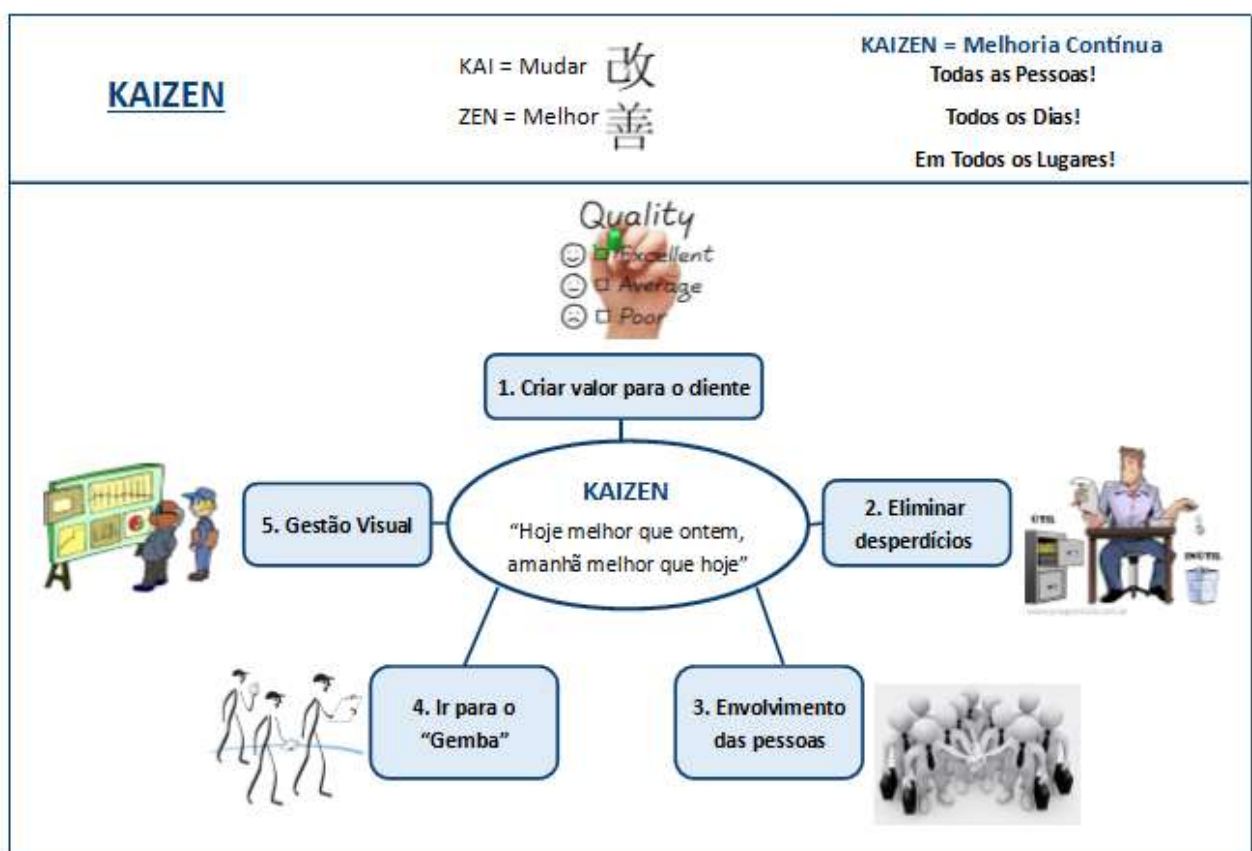 KAIZEN
KAI = Mudar 改
ZEN = Melhor 善
KAIZEN = Melhoria Contínua
Todas as Pessoas!
Todos os Dias!
Em Todos os Lugares!
Quality
Excellent
Average
Poor
1. Criar valor para o diente
KAIZEN
“Hoje melhor que ontem,
amanhã melhor que hoje”
2. Eliminar
desperdícios
ÚTIL
INÚTIL
3. Envolvimento
das pessoas
4. Ir para o
“Gemba”
5. Gestão Visual